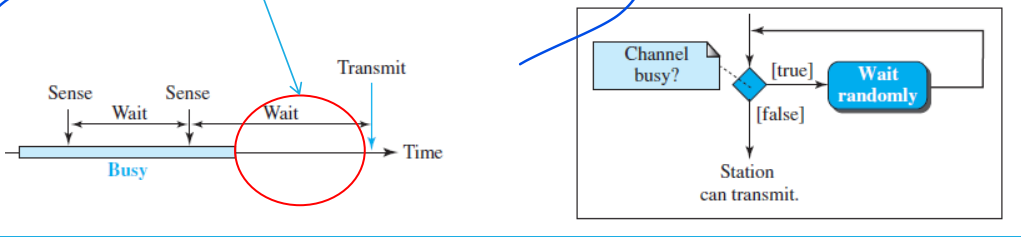 Transmit
Sense
Sense
Wait
Wait
Time
Busy
Channel
busy?
[true]
Wait
randomly
[false]
Station
can transmit.